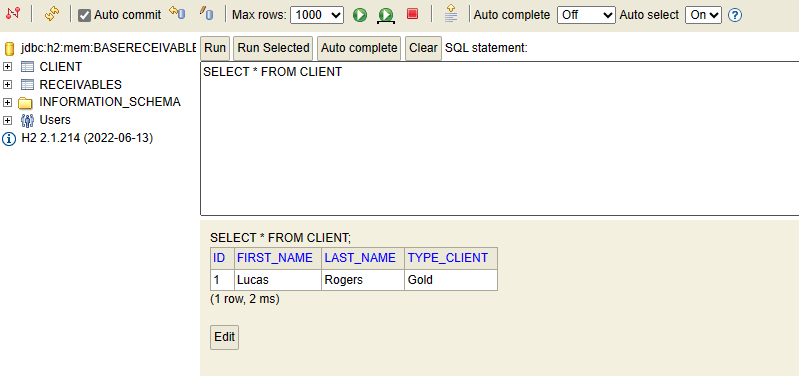 Auto commit Max rows: 1000 Auto complete Off Auto select On
jdbc:h2:mem:BASERECEIVABLE
CLIENT
RECEIVABLES
INFORMATION_SCHEMA
Users
H2 2.1.214 (2022-06-13)
Run Run Selected Auto complete Clear SQL statement:
SELECT * FROM CLIENT
SELECT * FROM CLIENT;
ID FIRST_NAME LAST_NAME TYPE_CLIENT
1 Lucas Rogers Gold
(1 row, 2 ms)
Edit